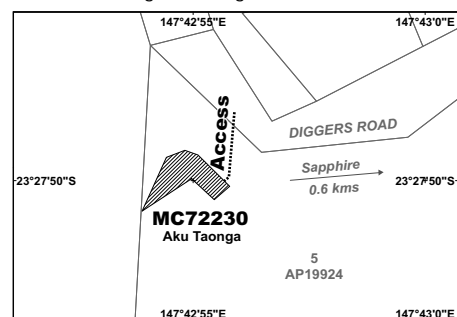 147°42'55"E 147°43'0"E
Access
DIGGERS ROAD
Sapphire
0.6 kms
23°27'50"S 23°27'50"S
MC72230
Aku Taonga
5
AP19924
147°42'55"E 147°43'0"E